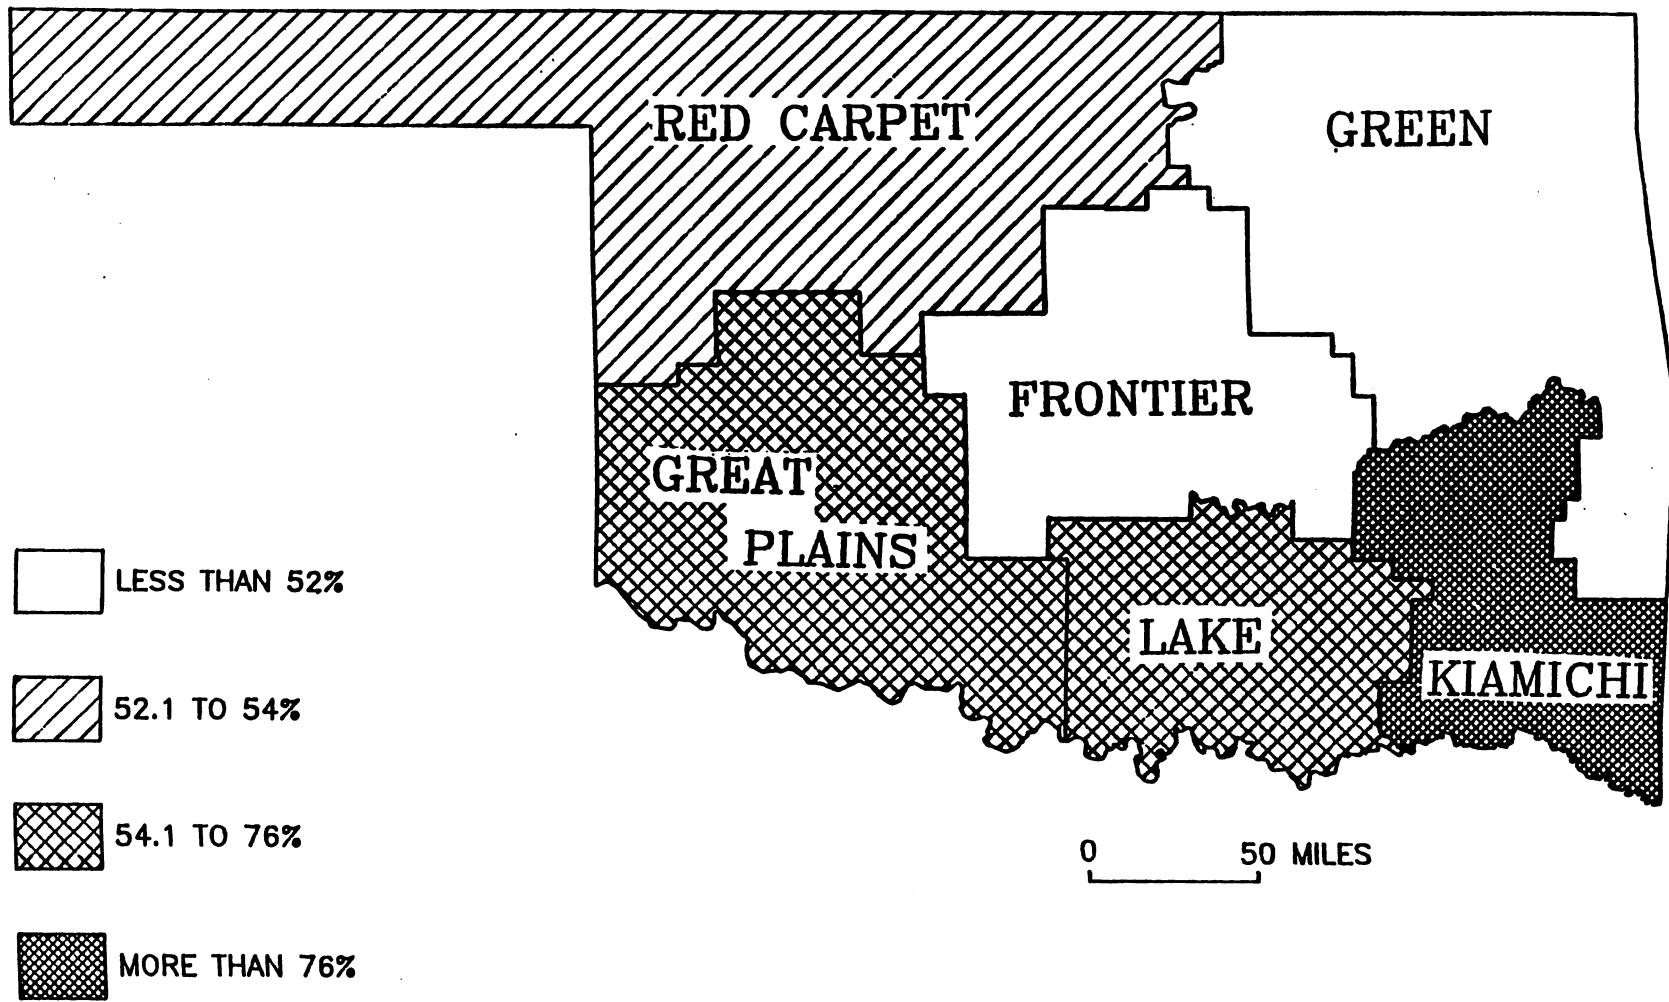 RED CARPET
GREEN
FRONTIER
GREAT
PLAINS
LAKE
KIAMICHI
LESS THAN 52%
52.1 TO 54%
54.1 TO 76%
MORE THAN 76%
0 50 MILES